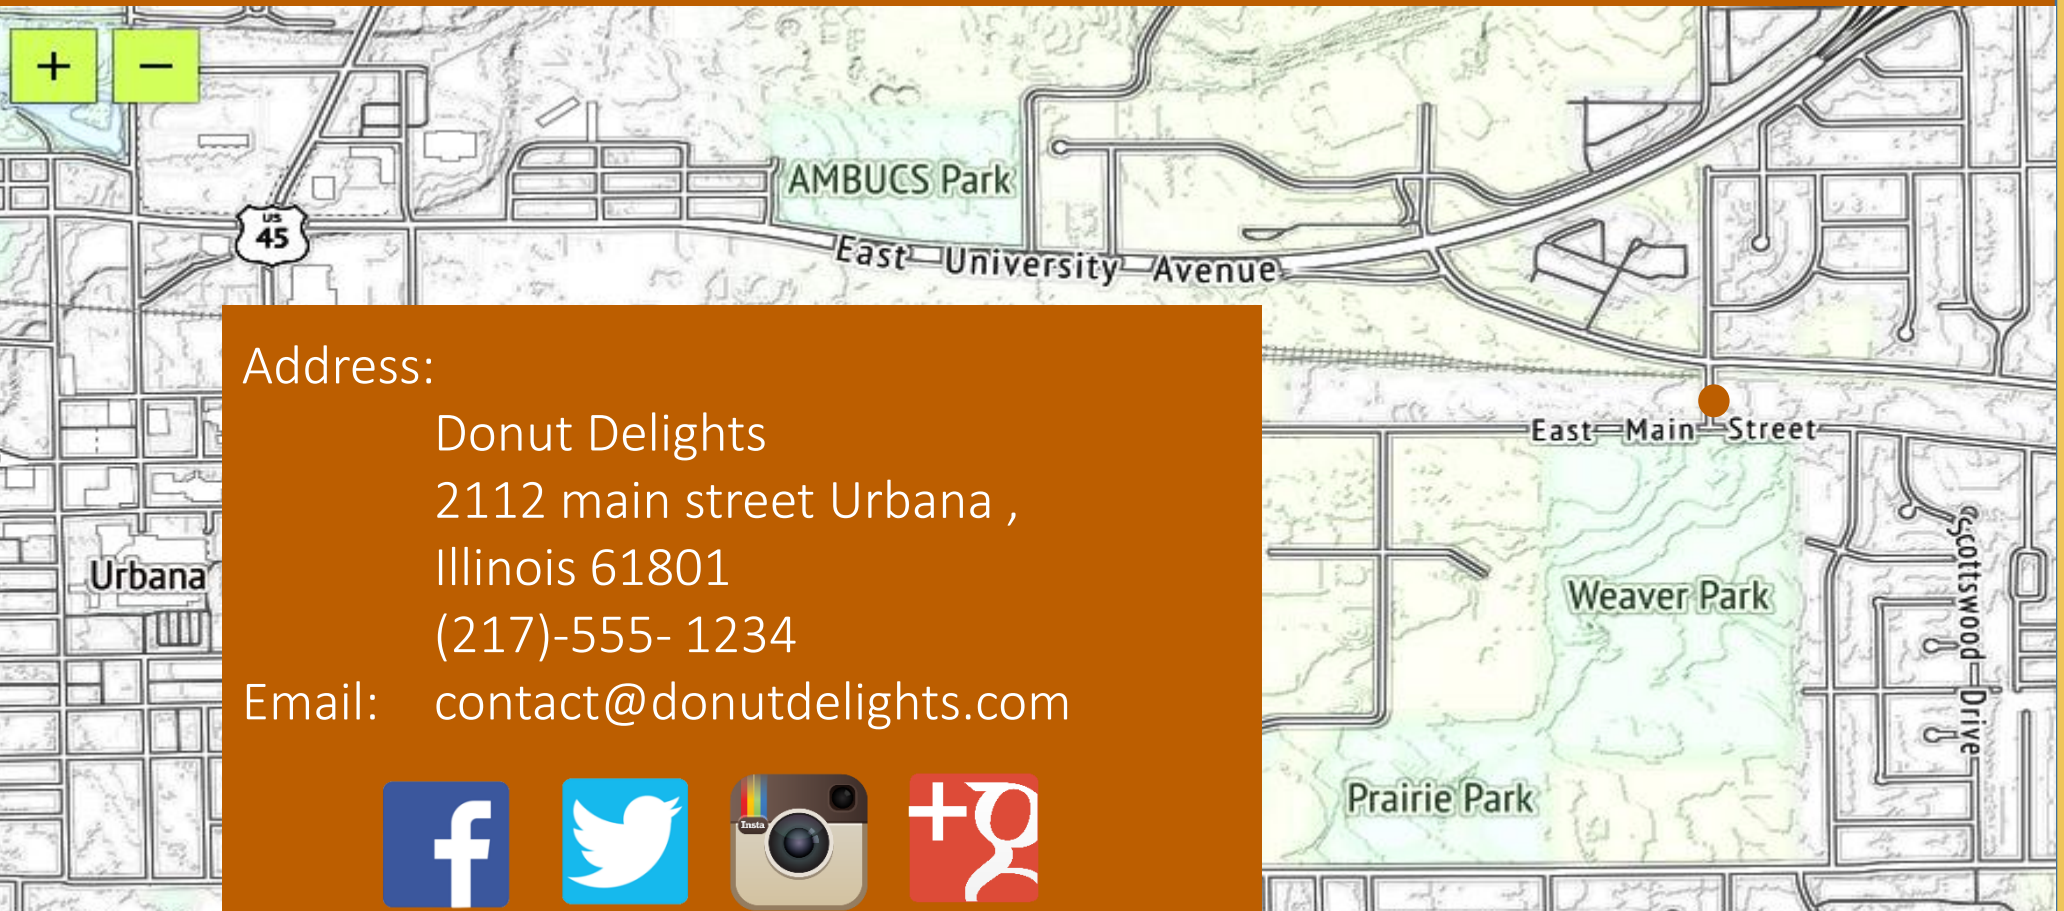 + −
AMBUCS Park
US
45
East University Avenue
Address:
Donut Delights
2112 main street Urbana ,
Illinois 61801
(217)-555- 1234
Email: contact@donutdelights.com
East Main Street
Urbana
Scottswood Drive
Weaver Park
Prairie Park
f
Insta
+g